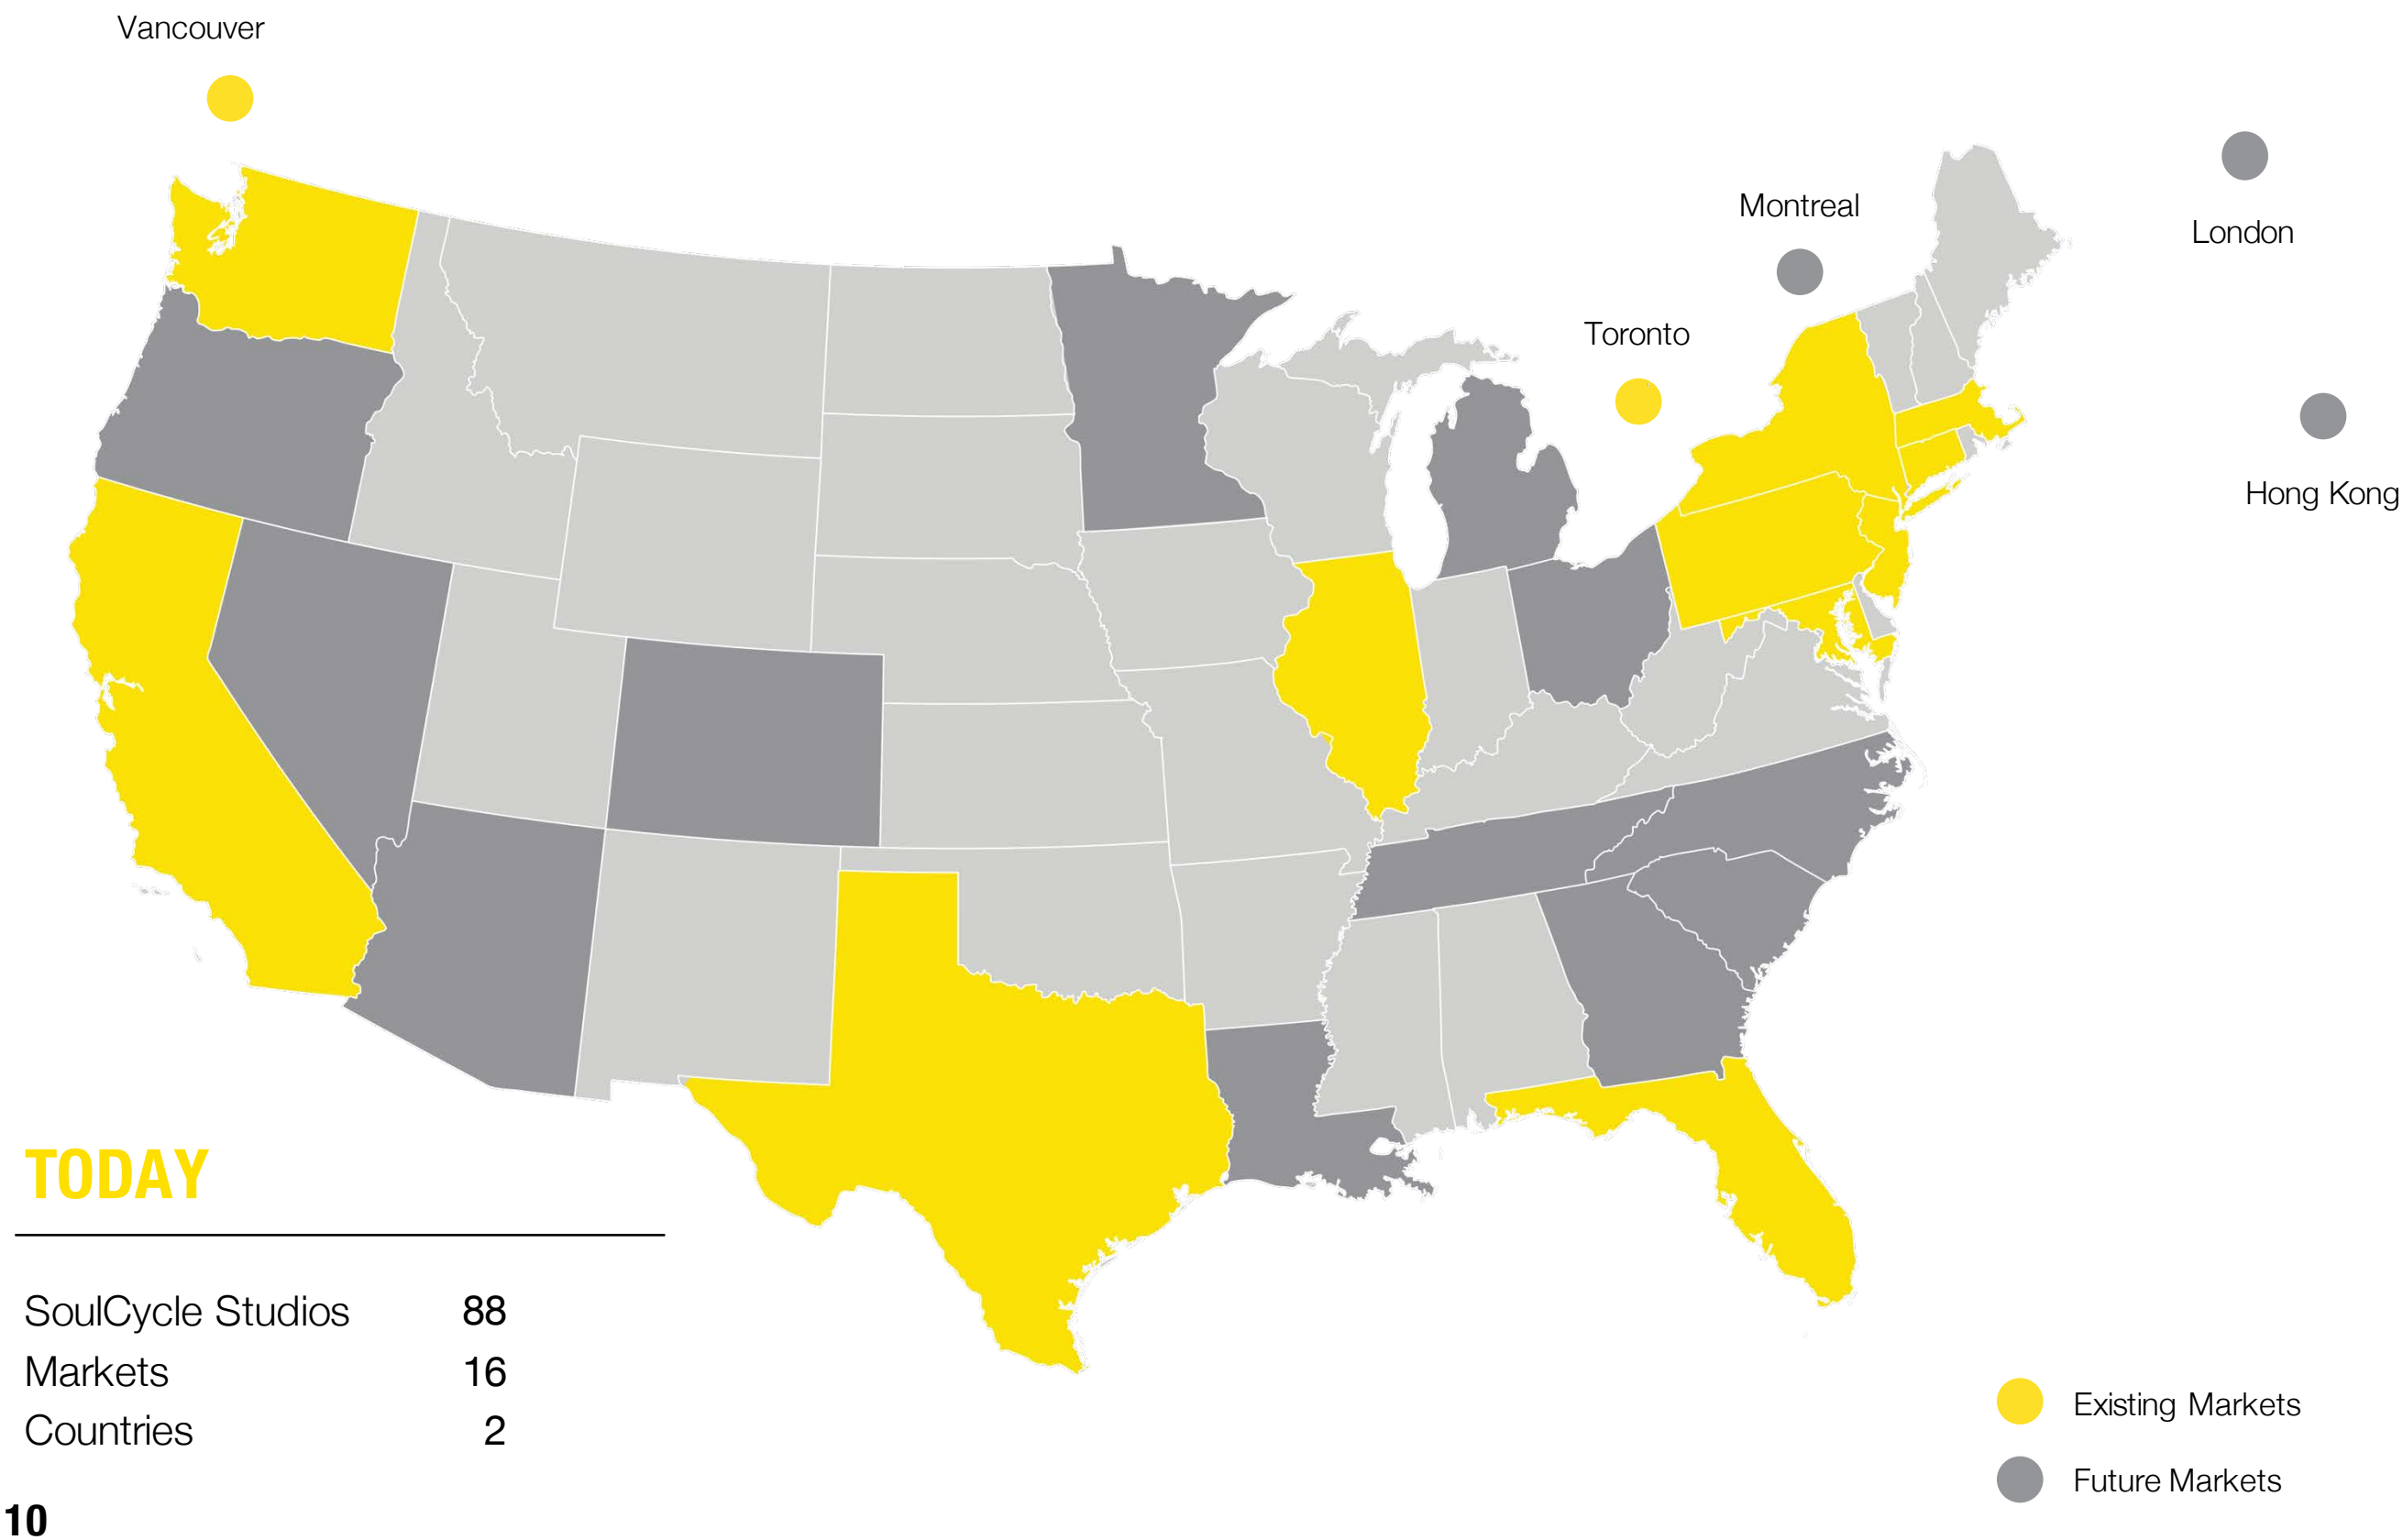 Vancouver
Montreal
London
Toronto
Hong Kong
TODAY
SoulCycle Studios 88
Markets 16
Countries 2
Existing Markets
Future Markets
10